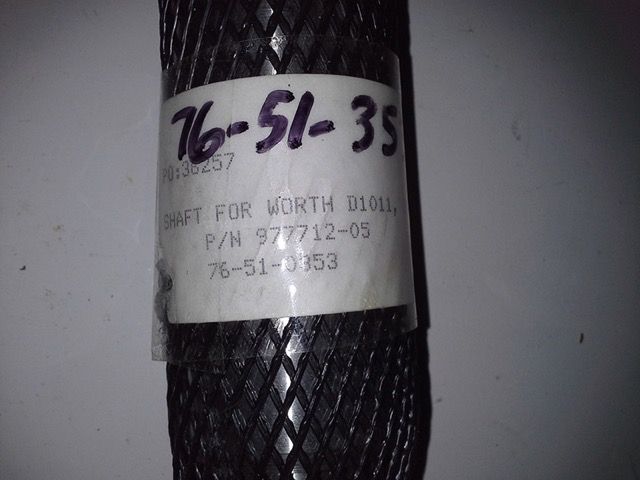 76-51-35
PO:36257
SHAFT FOR WORTH D1011,
P/N 977712-05
76-51-0353